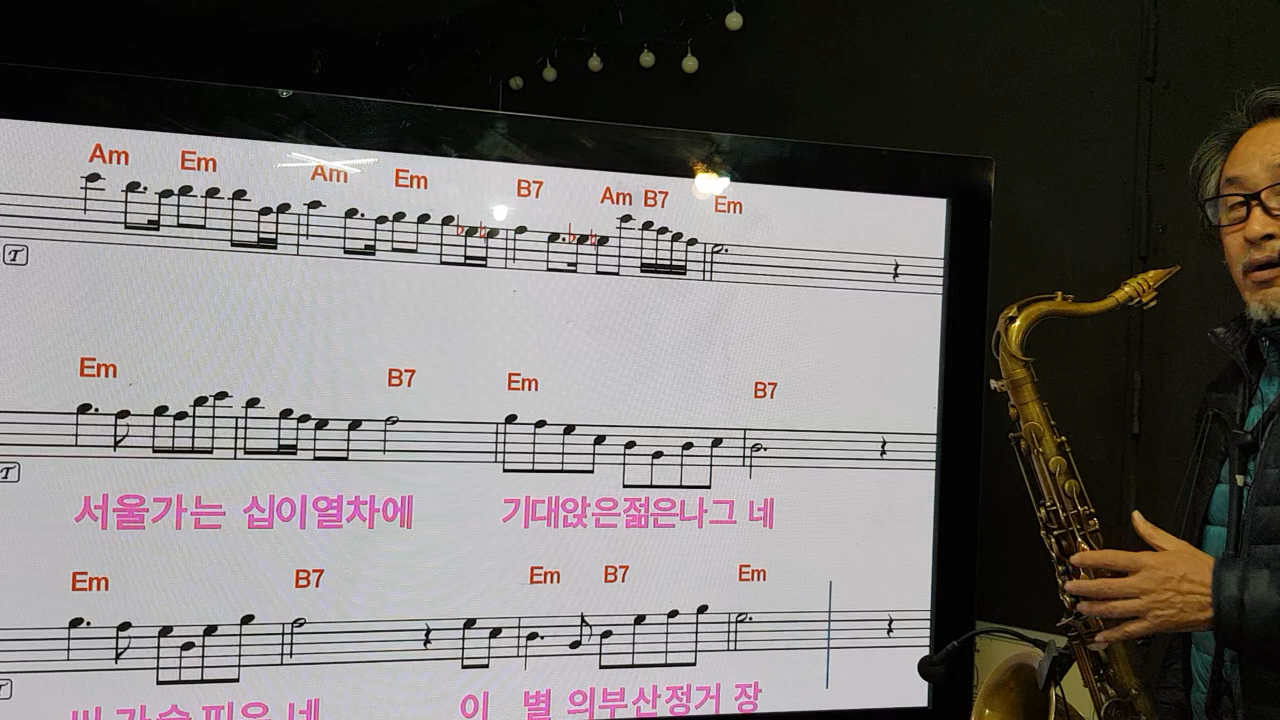 Am Em Am Em B7 Am B7 Em
T
Em B7 Em B7
T
서울가는 십이열차에 기대앉은젊은나그 네
Em B7 Em B7 Em
T
네 이 별 의부산정거 장